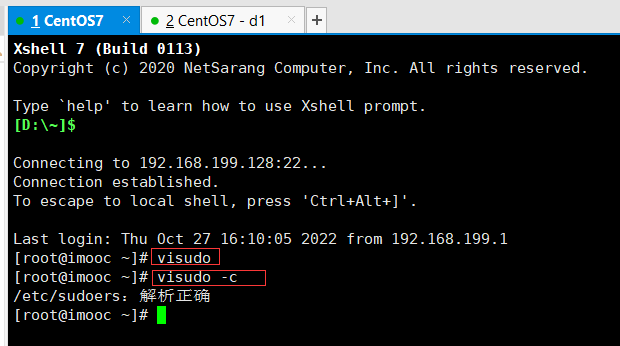 1 CentOS7
2 CentOS7 - d1
Xshell 7 (Build 0113)
Copyright (c) 2020 NetSarang Computer, Inc. All rights reserved.
Type `help' to learn how to use Xshell prompt.
[D:\~]$
Connecting to 192.168.199.128:22...
Connection established.
To escape to local shell, press 'Ctrl+Alt+]'.
Last login: Thu Oct 27 16:10:05 2022 from 192.168.199.1
[root@imooc ~]# visudo
[root@imooc ~]# visudo -c
/etc/sudoers：解析正确
[root@imooc ~]#